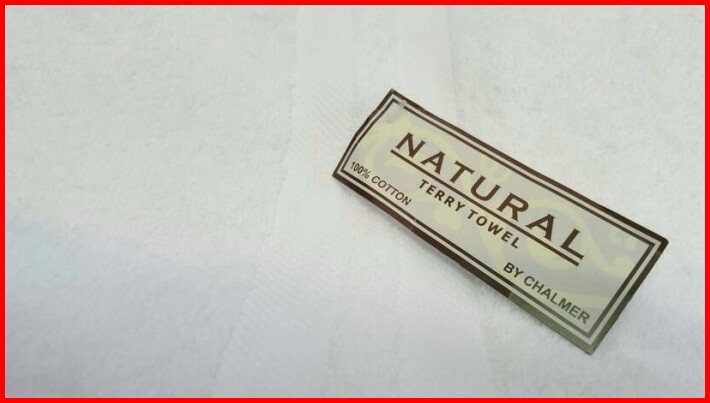 NATURAL
TERRY TOWEL
100% COTTON
BY CHALMER